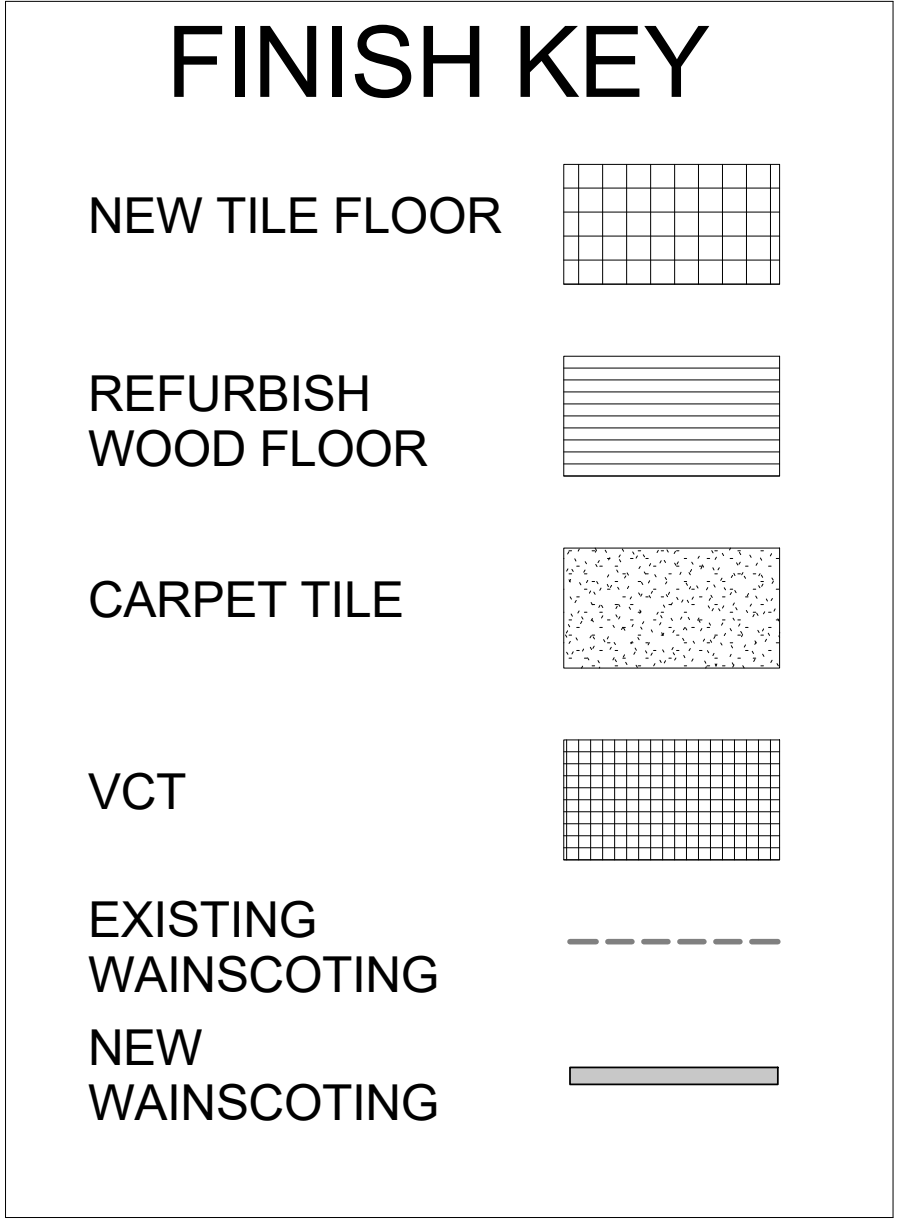 FINISH KEY
NEW TILE FLOOR
REFURBISH
WOOD FLOOR
CARPET TILE
VCT
EXISTING
WAINSCOTING
NEW
WAINSCOTING